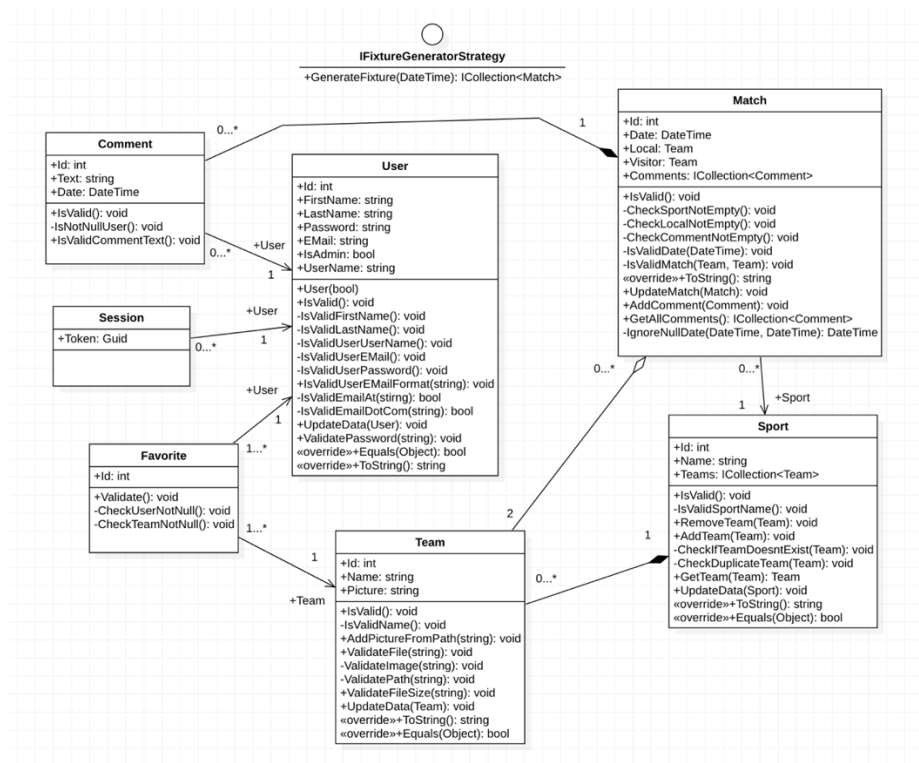 IFixtureGeneratorStrategy
+GenerateFixture(DateTime): ICollection<Match>
Match
+Id: int
+Date: DateTime
+Local: Team
+Visitor: Team
+Comments: ICollection<Comment>
+IsValid(): void
-CheckSportNotEmpty(): void
-CheckLocalNotEmpty(): void
-CheckCommentNotEmpty(): void
-IsValidDate(DateTime): void
-IsValidMatch(Team, Team): void
«override»+ToString(): string
+UpdateMatch(Match): void
+AddComment(Comment): void
+GetAllComments(): ICollection<Comment>
-IgnoreNullDate(DateTime, DateTime): DateTime
0...*
1
Comment
+Id: int
+Text: string
+Date: DateTime
+IsValid(): void
-IsNotNullUser(): void
+IsValidCommentText(): void
0...*
+User
1
User
+Id: int
+FirstName: string
+LastName: string
+Password: string
+EMail: string
+IsAdmin: bool
+UserName: string
+User(bool)
+IsValid(): void
-IsValidFirstName(): void
-IsValidLastName(): void
-IsValidUserUserName(): void
-IsValidUserEMail(): void
-IsValidUserPassword(): void
+IsValidUserEMailFormat(string): void
-IsValidEmailAt(stirng): bool
-IsValidEmailDotCom(string): bool
+UpdateData(User): void
+ValidatePassword(string): void
«override»+Equals(Object): bool
«override»+ToString(): string
Session
+Token: Guid
0...*
+User
1
+User
1
1...*
Favorite
+Id: int
+Validate(): void
-CheckUserNotNull(): void
-CheckTeamNotNull(): void
1...*
1
+Team
0...*
2
0...*
+Sport
1
Sport
+Id: int
+Name: string
+Teams: ICollection<Team>
+IsValid(): void
-IsValidSportName(): void
+RemoveTeam(Team): void
+AddTeam(Team): void
-CheckIfTeamDoesntExist(Team): void
-CheckDuplicateTeam(Team): void
+GetTeam(Team): Team
+UpdateData(Sport): void
«override»+ToString(): string
«override»+Equals(Object): bool
1
0...*
Team
+Id: int
+Name: string
+Picture: string
+IsValid(): void
-IsValidName(): void
+AddPictureFromPath(string): void
+ValidateFile(string): void
-ValidateImage(string): void
-ValidatePath(string): void
+ValidateFileSize(string): void
+UpdateData(Team): void
«override»+ToString(): string
«override»+Equals(Object): bool